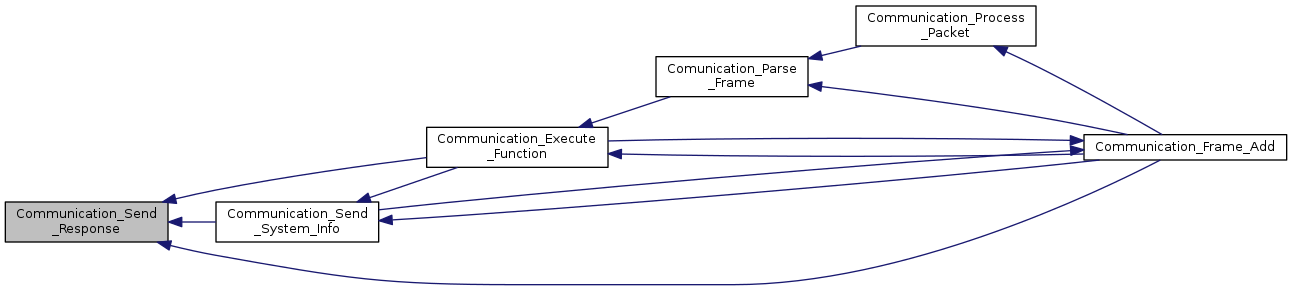 Communication_Process
_Packet
Comunication_Parse
_Frame
Communication_Execute
_Function
Communication_Frame_Add
Communication_Send
_Response
Communication_Send
_System_Info